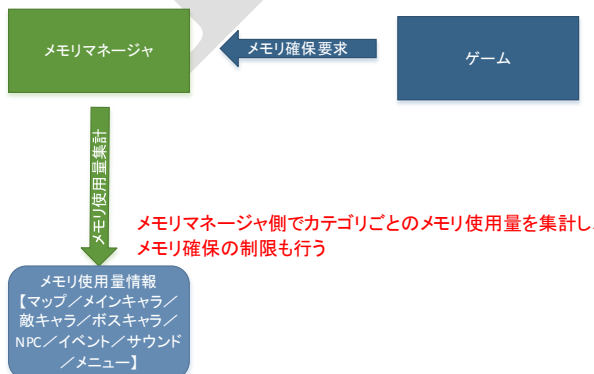 メモリマネージャ
メモリ確保要求
ゲーム
メモリ使用量集計
メモリマネージャ側でカテゴリごとのメモリ使用量を集計し、
メモリ確保の制限も行う
メモリ使用量情報
【マップ／メインキャラ／
敵キャラ／ボスキャラ／
NPC／イベント／サウンド
／メニュー】